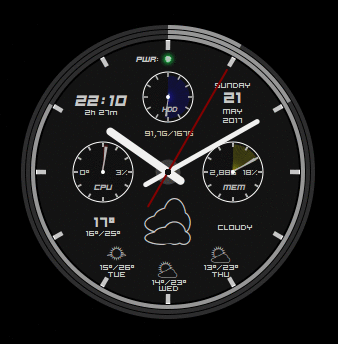 PWR:
SUNDAY
21
MAY
2017
22:10
2h 27m
HDD
91,7G/167G
0°
3%
CPU
2,88G
18%
MEM
17°
16°/25°
CLOUDY
15°/26°
TUE
14°/23°
WED
13°/23°
THU